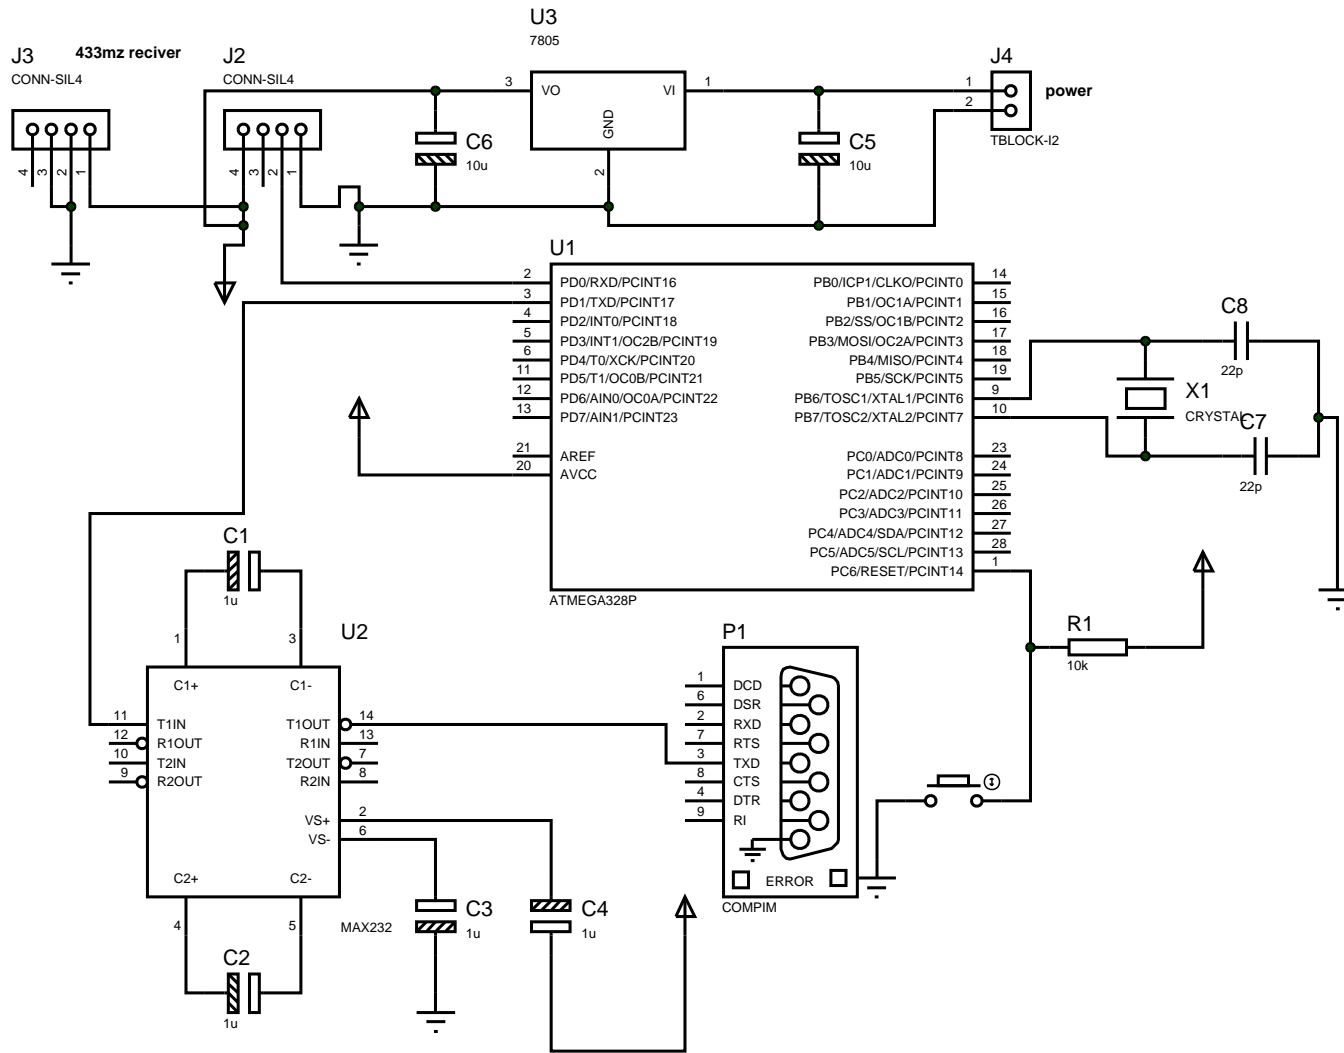 U3
7805
J3
433mz reciver
CONN-SIL4
J2
CONN-SIL4
J4
power
TBLOCK-I2
1
2
3
VO
VI
1
GND
2
C6
10u
C5
10u
4
3
2
1
4
3
2
1
U1
2
PD0/RXD/PCINT16
3
PD1/TXD/PCINT17
4
PD2/INT0/PCINT18
5
PD3/INT1/OC2B/PCINT19
6
PD4/T0/XCK/PCINT20
11
PD5/T1/OC0B/PCINT21
12
PD6/AIN0/OC0A/PCINT22
13
PD7/AIN1/PCINT23
21
AREF
20
AVCC
PB0/ICP1/CLKO/PCINT0
14
PB1/OC1A/PCINT1
15
PB2/SS/OC1B/PCINT2
16
PB3/MOSI/OC2A/PCINT3
17
PB4/MISO/PCINT4
18
PB5/SCK/PCINT5
19
PB6/TOSC1/XTAL1/PCINT6
9
PB7/TOSC2/XTAL2/PCINT7
10
PC0/ADC0/PCINT8
23
PC1/ADC1/PCINT9
24
PC2/ADC2/PCINT10
25
PC3/ADC3/PCINT11
26
PC4/ADC4/SDA/PCINT12
27
PC5/ADC5/SCL/PCINT13
28
PC6/RESET/PCINT14
1
ATMEGA328P
C8
22p
X1
CRYSTAL
C7
22p
R1
10k
C1
1u
1
3
U2
C1+
C1-
11
T1IN
12
R1OUT
10
T2IN
9
R2OUT
T1OUT
14
R1IN
13
T2OUT
7
R2IN
8
VS+
2
VS-
6
C2+
C2-
4
5
MAX232
C2
1u
C3
1u
C4
1u
P1
1
DCD
6
DSR
2
RXD
7
RTS
3
TXD
8
CTS
4
DTR
9
RI
ERROR
COMPIM